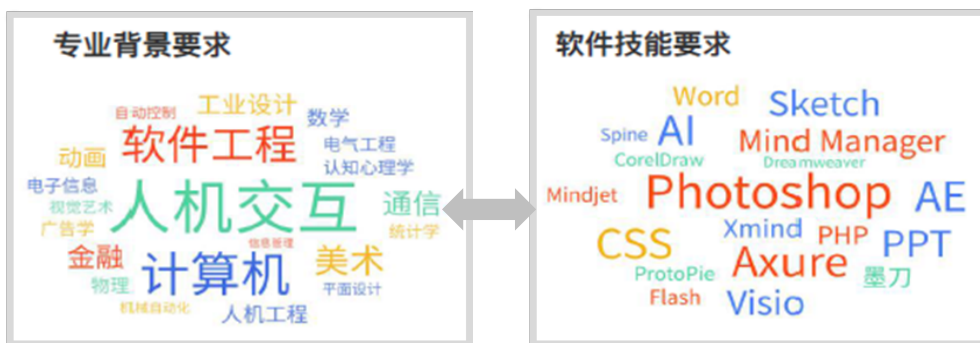 专业背景要求
自动控制 工业设计 数学
动画 软件工程 电气工程
认知心理学
电子信息
视觉艺术 人机交互 通信
广告学 统计学
信息管理
金融 计算机 美术
物理 平面设计
机械自动化 人机工程
软件技能要求
Word Sketch
Spine AI Mind Manager
CorelDraw Dreamweaver
Mindjet Photoshop AE
CSS Xmind PHP PPT
ProtoPie Axure 墨刀
Flash Visio